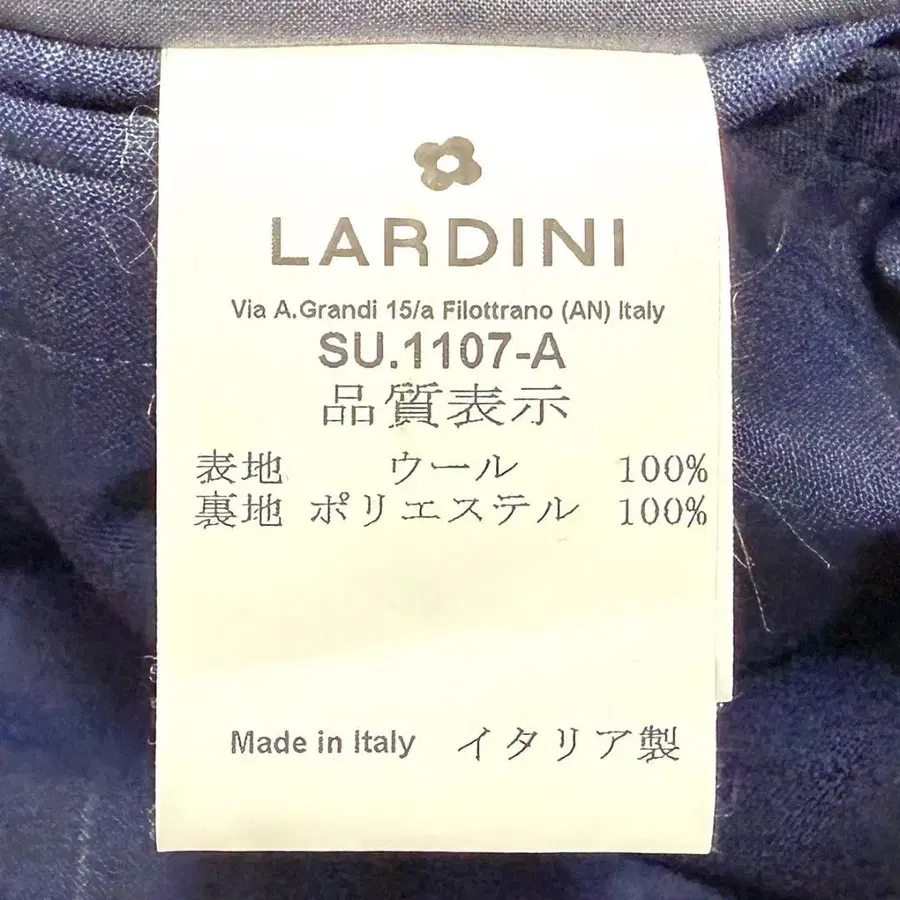 LARDINI
Via A.Grandi 15/a Filottrano (AN) Italy
SU.1107-A
品質表示
表地 ウール 100%
裏地 ポリエステル 100%
Made in Italy イタリア製